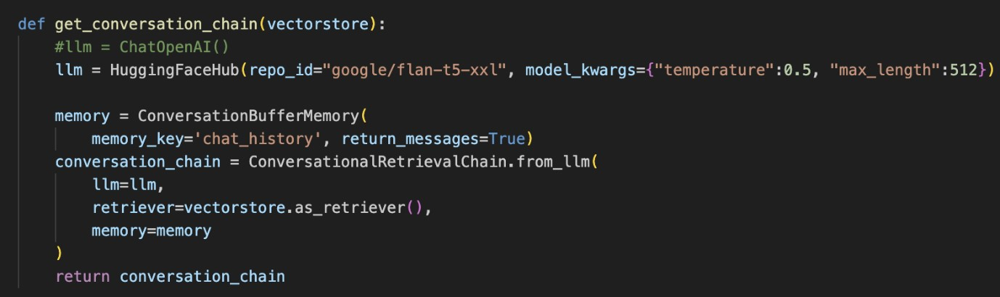 def get_conversation_chain(vectorstore):
    #llm = ChatOpenAI()
    llm = HuggingFaceHub(repo_id="google/flan-t5-xxl", model_kwargs={"temperature":0.5, "max_length":512})

    memory = ConversationBufferMemory(
        memory_key='chat_history', return_messages=True)
    conversation_chain = ConversationalRetrievalChain.from_llm(
        llm=llm,
        retriever=vectorstore.as_retriever(),
        memory=memory
    )
    return conversation_chain